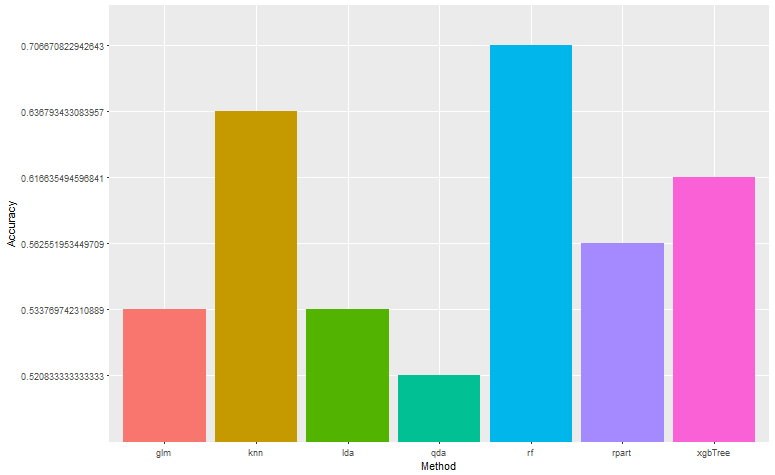 0.706670822942643
0.636793433083957
0.616635494596841
0.562551953449709
0.533769742310889
0.520833333333333
Accuracy
glm knn lda qda rf rpart xgbTree
Method